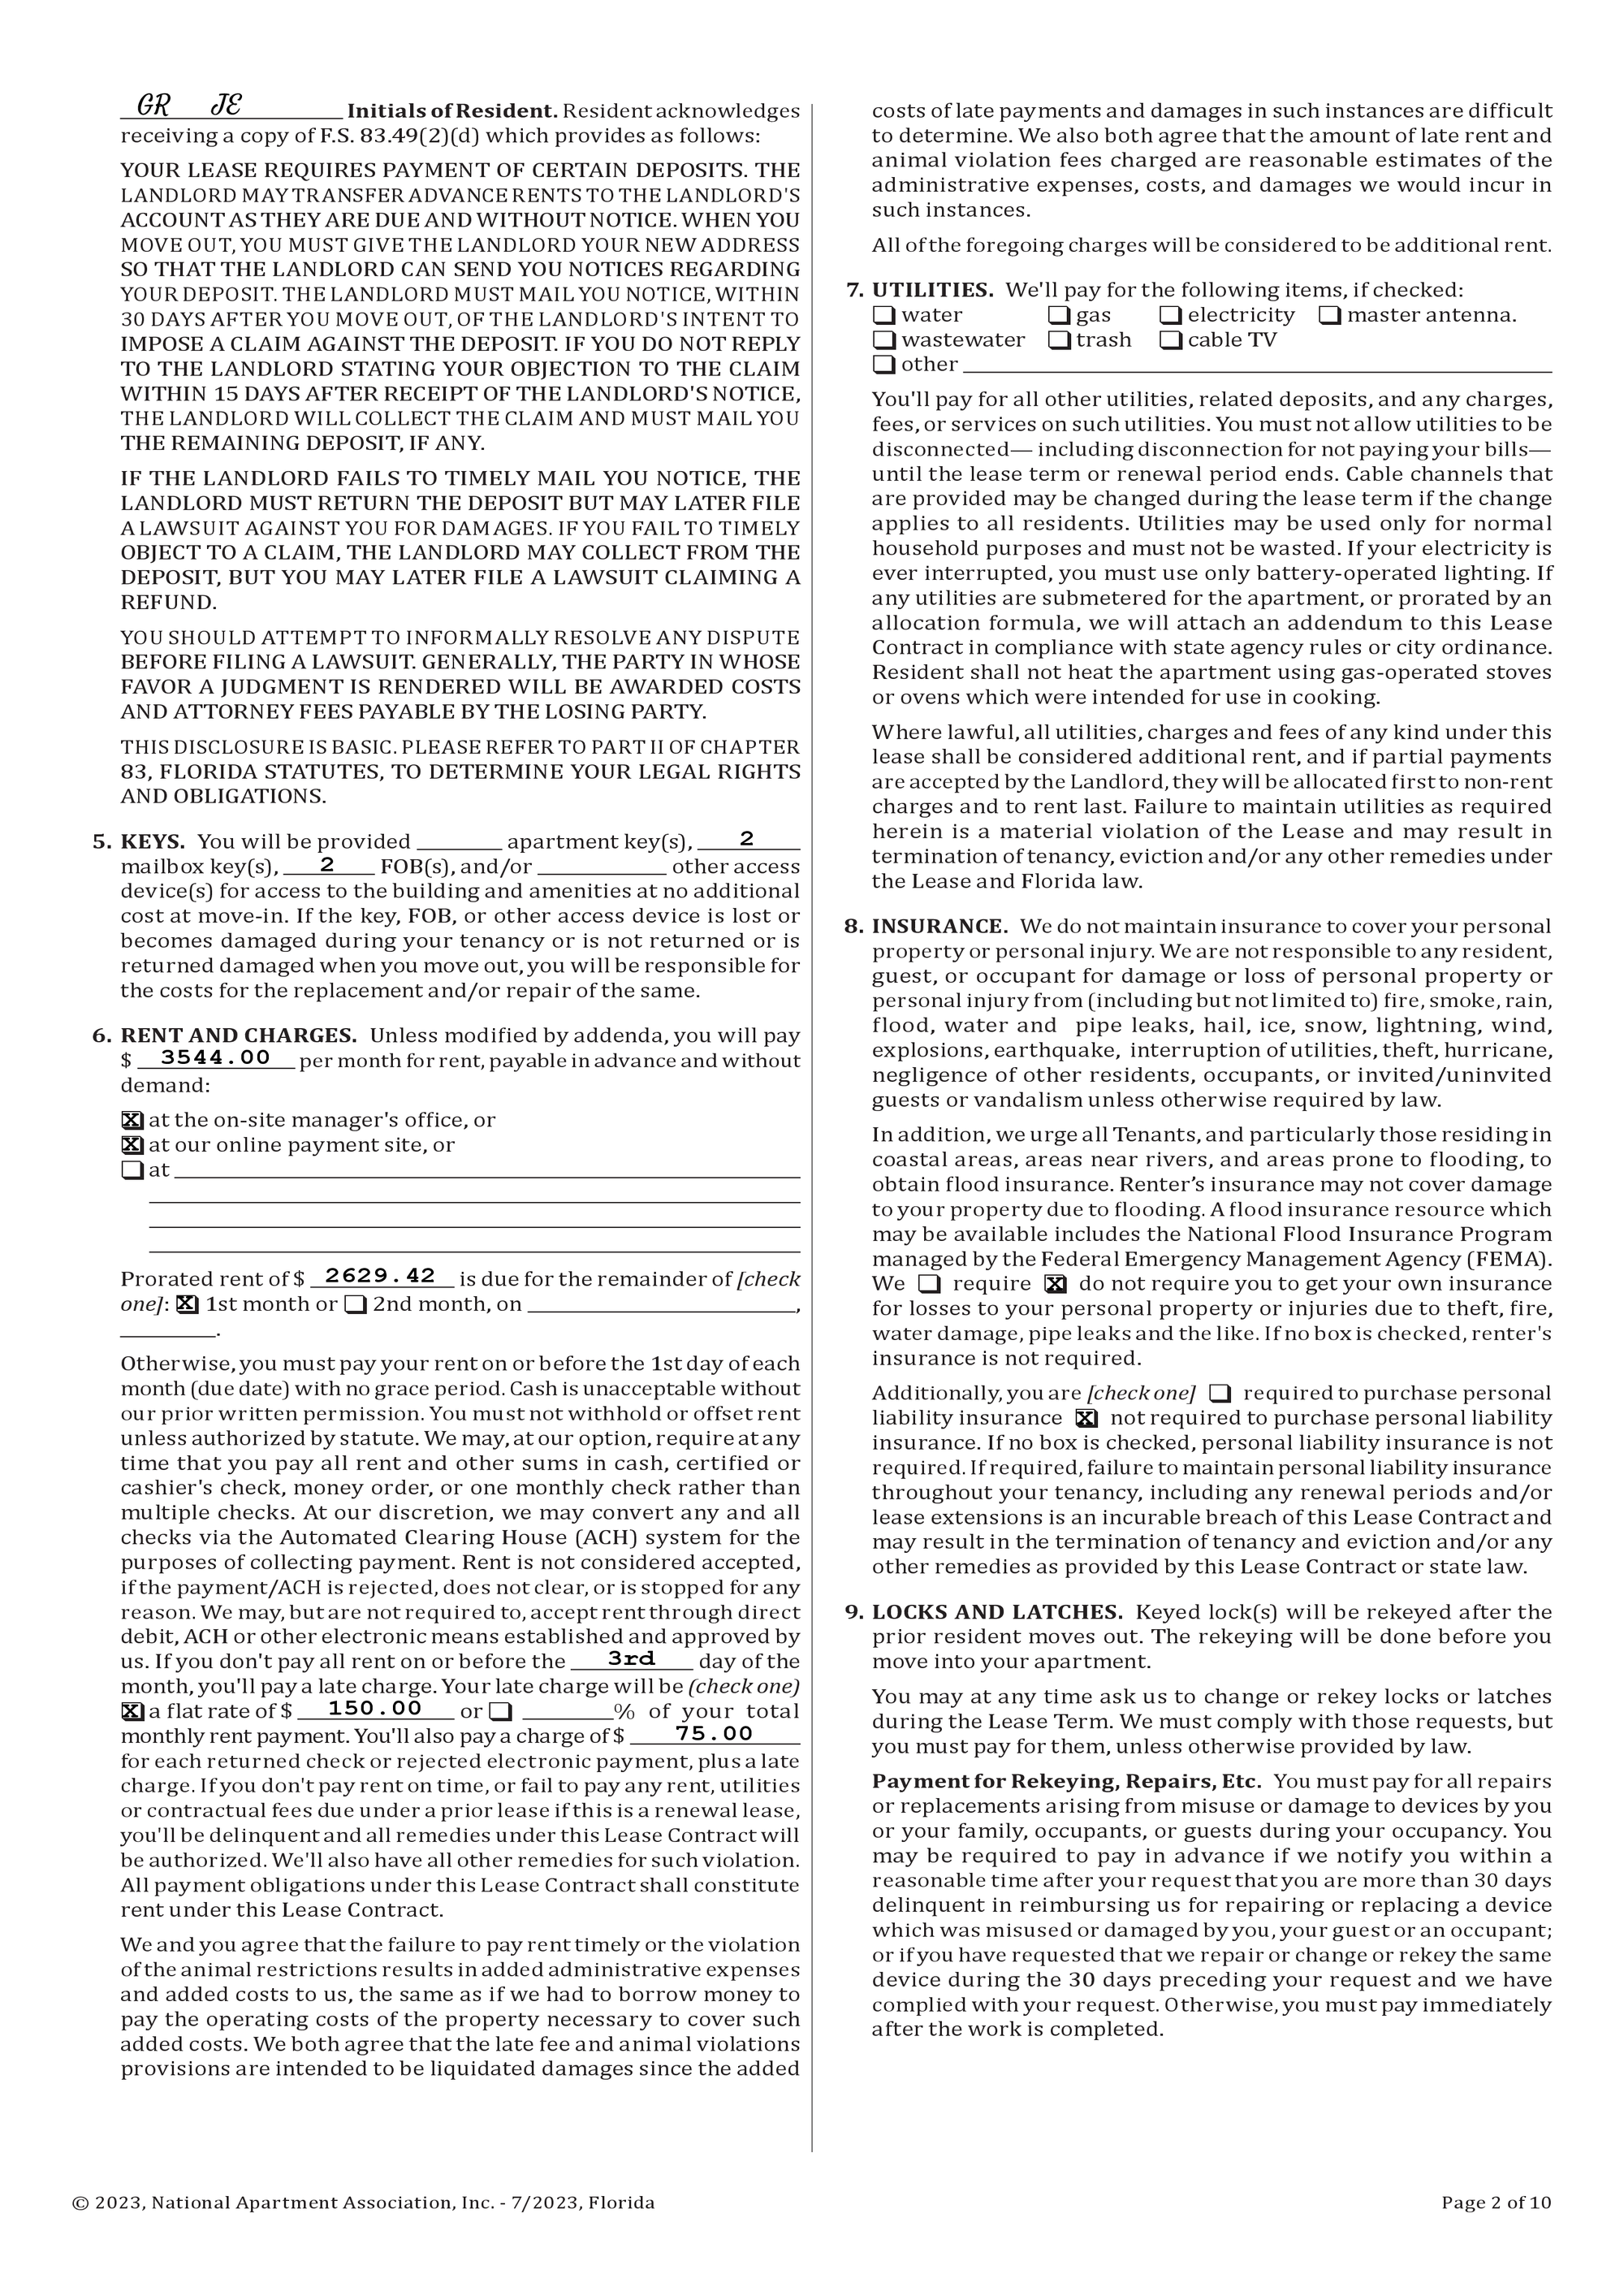 GR JE Initials of Resident. Resident acknowledges
receiving a copy of F.S. 83.49(2)(d) which provides as follows:
YOUR LEASE REQUIRES PAYMENT OF CERTAIN DEPOSITS. THE
LANDLORD MAY TRANSFER ADVANCE RENTS TO THE LANDLORD'S
ACCOUNT AS THEY ARE DUE AND WITHOUT NOTICE. WHEN YOU
MOVE OUT, YOU MUST GIVE THE LANDLORD YOUR NEW ADDRESS
SO THAT THE LANDLORD CAN SEND YOU NOTICES REGARDING
YOUR DEPOSIT. THE LANDLORD MUST MAIL YOU NOTICE, WITHIN
30 DAYS AFTER YOU MOVE OUT, OF THE LANDLORD'S INTENT TO
IMPOSE A CLAIM AGAINST THE DEPOSIT. IF YOU DO NOT REPLY
TO THE LANDLORD STATING YOUR OBJECTION TO THE CLAIM
WITHIN 15 DAYS AFTER RECEIPT OF THE LANDLORD'S NOTICE,
THE LANDLORD WILL COLLECT THE CLAIM AND MUST MAIL YOU
THE REMAINING DEPOSIT, IF ANY.
IF THE LANDLORD FAILS TO TIMELY MAIL YOU NOTICE, THE
LANDLORD MUST RETURN THE DEPOSIT BUT MAY LATER FILE
A LAWSUIT AGAINST YOU FOR DAMAGES. IF YOU FAIL TO TIMELY
OBJECT TO A CLAIM, THE LANDLORD MAY COLLECT FROM THE
DEPOSIT, BUT YOU MAY LATER FILE A LAWSUIT CLAIMING A
REFUND.
YOU SHOULD ATTEMPT TO INFORMALLY RESOLVE ANY DISPUTE
BEFORE FILING A LAWSUIT. GENERALLY, THE PARTY IN WHOSE
FAVOR A JUDGMENT IS RENDERED WILL BE AWARDED COSTS
AND ATTORNEY FEES PAYABLE BY THE LOSING PARTY.
THIS DISCLOSURE IS BASIC. PLEASE REFER TO PART II OF CHAPTER
83, FLORIDA STATUTES, TO DETERMINE YOUR LEGAL RIGHTS
AND OBLIGATIONS.
5. KEYS. You will be provided ________ apartment key(s), 2
mailbox key(s), 2 FOB(s), and/or ____________ other access
device(s) for access to the building and amenities at no additional
cost at move-in. If the key, FOB, or other access device is lost or
becomes damaged during your tenancy or is not returned or is
returned damaged when you move out, you will be responsible for
the costs for the replacement and/or repair of the same.
6. RENT AND CHARGES. Unless modified by addenda, you will pay
$ 3544.00 per month for rent, payable in advance and without
demand:
☒ at the on-site manager's office, or
☒ at our online payment site, or
☐ at
Prorated rent of $ 2629.42 is due for the remainder of [check
one]: ☒ 1st month or ☐ 2nd month, on ________________________,
________.
Otherwise, you must pay your rent on or before the 1st day of each
month (due date) with no grace period. Cash is unacceptable without
our prior written permission. You must not withhold or offset rent
unless authorized by statute. We may, at our option, require at any
time that you pay all rent and other sums in cash, certified or
cashier's check, money order, or one monthly check rather than
multiple checks. At our discretion, we may convert any and all
checks via the Automated Clearing House (ACH) system for the
purposes of collecting payment. Rent is not considered accepted,
if the payment/ACH is rejected, does not clear, or is stopped for any
reason. We may, but are not required to, accept rent through direct
debit, ACH or other electronic means established and approved by
us. If you don't pay all rent on or before the 3rd day of the
month, you'll pay a late charge. Your late charge will be (check one)
☒ a flat rate of $ 150.00 or ☐ ________% of your total
monthly rent payment. You'll also pay a charge of $ 75.00
for each returned check or rejected electronic payment, plus a late
charge. If you don't pay rent on time, or fail to pay any rent, utilities
or contractual fees due under a prior lease if this is a renewal lease,
you'll be delinquent and all remedies under this Lease Contract will
be authorized. We'll also have all other remedies for such violation.
All payment obligations under this Lease Contract shall constitute
rent under this Lease Contract.
We and you agree that the failure to pay rent timely or the violation
of the animal restrictions results in added administrative expenses
and added costs to us, the same as if we had to borrow money to
pay the operating costs of the property necessary to cover such
added costs. We both agree that the late fee and animal violations
provisions are intended to be liquidated damages since the added
costs of late payments and damages in such instances are difficult
to determine. We also both agree that the amount of late rent and
animal violation fees charged are reasonable estimates of the
administrative expenses, costs, and damages we would incur in
such instances.
All of the foregoing charges will be considered to be additional rent.
7. UTILITIES. We'll pay for the following items, if checked:
☐ water ☐ gas ☐ electricity ☐ master antenna.
☐ wastewater ☐ trash ☐ cable TV
☐ other
You'll pay for all other utilities, related deposits, and any charges,
fees, or services on such utilities. You must not allow utilities to be
disconnected— including disconnection for not paying your bills—
until the lease term or renewal period ends. Cable channels that
are provided may be changed during the lease term if the change
applies to all residents. Utilities may be used only for normal
household purposes and must not be wasted. If your electricity is
ever interrupted, you must use only battery-operated lighting. If
any utilities are submetered for the apartment, or prorated by an
allocation formula, we will attach an addendum to this Lease
Contract in compliance with state agency rules or city ordinance.
Resident shall not heat the apartment using gas-operated stoves
or ovens which were intended for use in cooking.
Where lawful, all utilities, charges and fees of any kind under this
lease shall be considered additional rent, and if partial payments
are accepted by the Landlord, they will be allocated first to non-rent
charges and to rent last. Failure to maintain utilities as required
herein is a material violation of the Lease and may result in
termination of tenancy, eviction and/or any other remedies under
the Lease and Florida law.
8. INSURANCE. We do not maintain insurance to cover your personal
property or personal injury. We are not responsible to any resident,
guest, or occupant for damage or loss of personal property or
personal injury from (including but not limited to) fire, smoke, rain,
flood, water and pipe leaks, hail, ice, snow, lightning, wind,
explosions, earthquake, interruption of utilities, theft, hurricane,
negligence of other residents, occupants, or invited/uninvited
guests or vandalism unless otherwise required by law.
In addition, we urge all Tenants, and particularly those residing in
coastal areas, areas near rivers, and areas prone to flooding, to
obtain flood insurance. Renter’s insurance may not cover damage
to your property due to flooding. A flood insurance resource which
may be available includes the National Flood Insurance Program
managed by the Federal Emergency Management Agency (FEMA).
We ☐ require ☒ do not require you to get your own insurance
for losses to your personal property or injuries due to theft, fire,
water damage, pipe leaks and the like. If no box is checked, renter's
insurance is not required.
Additionally, you are [check one] ☐ required to purchase personal
liability insurance ☒ not required to purchase personal liability
insurance. If no box is checked, personal liability insurance is not
required. If required, failure to maintain personal liability insurance
throughout your tenancy, including any renewal periods and/or
lease extensions is an incurable breach of this Lease Contract and
may result in the termination of tenancy and eviction and/or any
other remedies as provided by this Lease Contract or state law.
9. LOCKS AND LATCHES. Keyed lock(s) will be rekeyed after the
prior resident moves out. The rekeying will be done before you
move into your apartment.
You may at any time ask us to change or rekey locks or latches
during the Lease Term. We must comply with those requests, but
you must pay for them, unless otherwise provided by law.
Payment for Rekeying, Repairs, Etc. You must pay for all repairs
or replacements arising from misuse or damage to devices by you
or your family, occupants, or guests during your occupancy. You
may be required to pay in advance if we notify you within a
reasonable time after your request that you are more than 30 days
delinquent in reimbursing us for repairing or replacing a device
which was misused or damaged by you, your guest or an occupant;
or if you have requested that we repair or change or rekey the same
device during the 30 days preceding your request and we have
complied with your request. Otherwise, you must pay immediately
after the work is completed.
© 2023, National Apartment Association, Inc. - 7/2023, Florida
Page 2 of 10